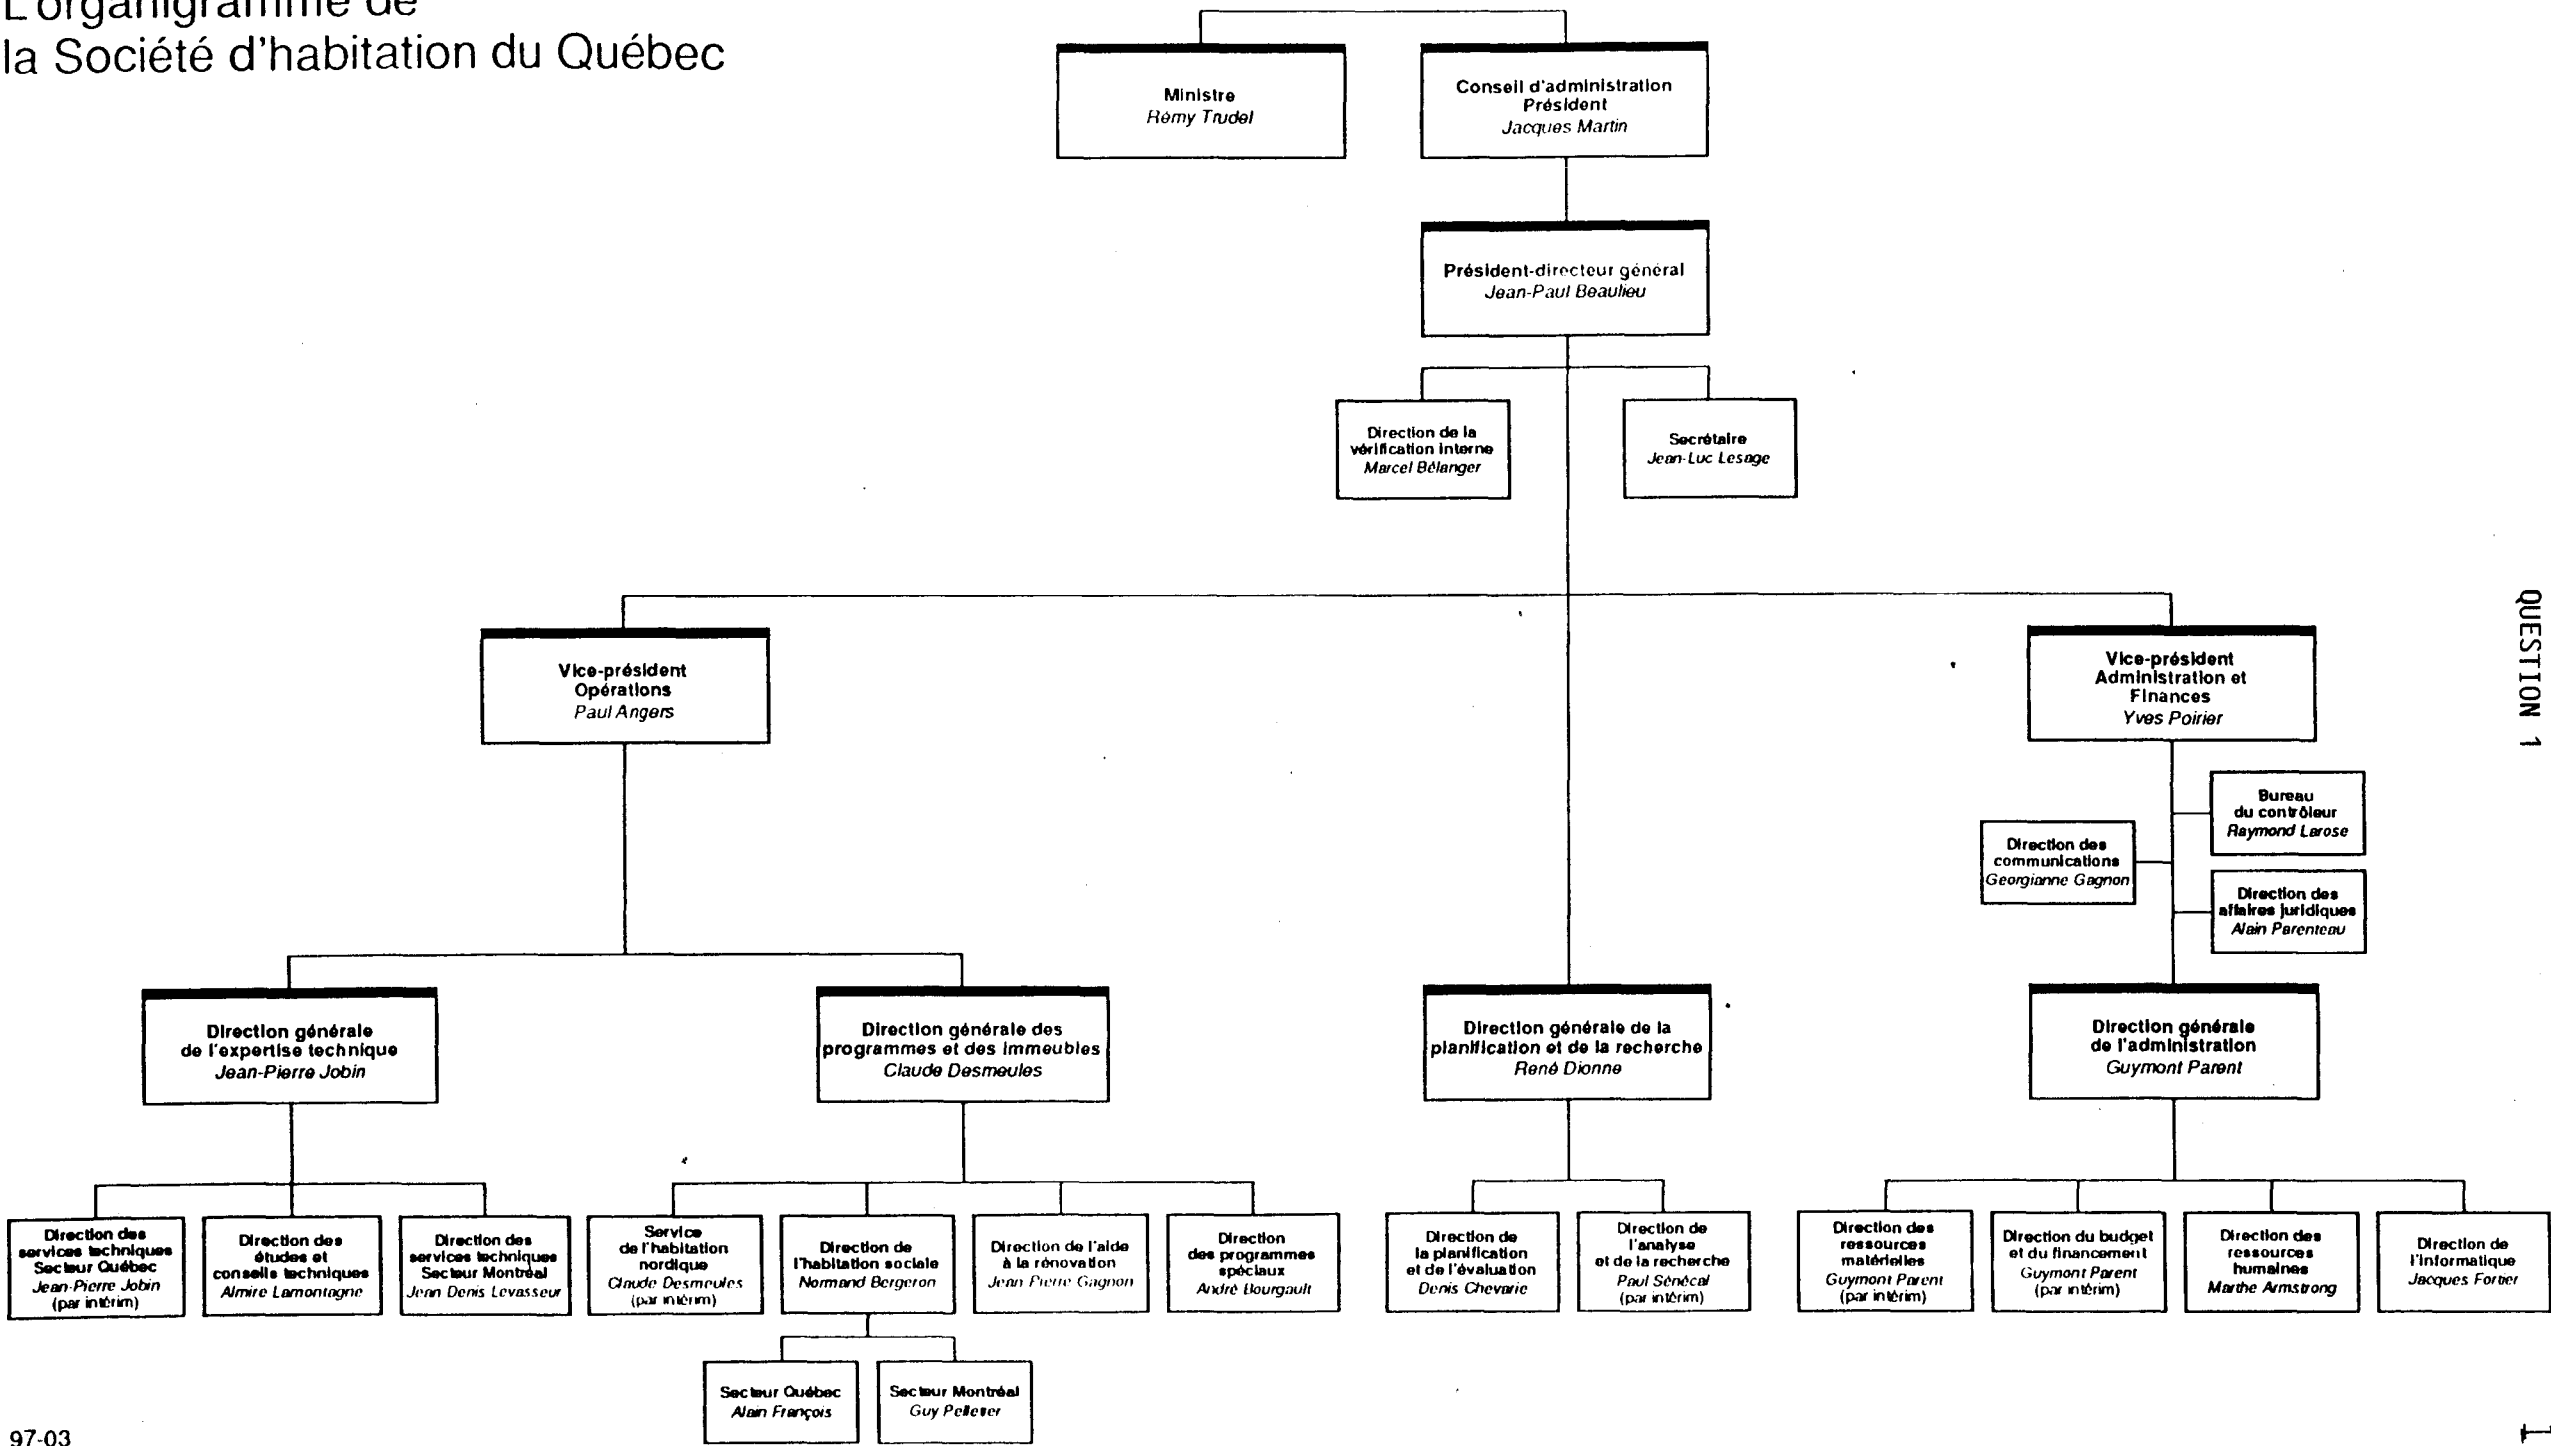 L'organigramme de
la Société d'habitation du Québec
Ministre
Rémy Trudel
Conseil d'administration
Président
Jacques Martin
Président-directeur général
Jean-Paul Beaulieu
Direction de la
vérification interne
Marcel Bélanger
Secrétaire
Jean-Luc Lesage
QUESTION 1
Vice-président
Opérations
Paul Angers
Vice-président
Administration et
Finances
Yves Poirier
Bureau
du contrôleur
Raymond Larose
Direction des
communications
Georgianne Gagnon
Direction des
affaires juridiques
Alain Parenteau
Direction générale
de l'expertise technique
Jean-Pierre Jobin
Direction générale des
programmes et des immeubles
Claude Desmeules
Direction générale de la
planification et de la recherche
René Dionne
Direction générale
de l'administration
Guymont Parent
Direction des
services techniques
Secteur Québec
Jean-Pierre Jobin
(par intérim)
Direction des
études et
conseils techniques
Almire Lamontagne
Direction des
services techniques
Secteur Montréal
Jean Denis Levasseur
Service
de l'habitation
nordique
Claude Desmeules
(par intérim)
Direction de
l'habitation sociale
Normand Bergeron
Direction de l'aide
à la rénovation
Jean Pierre Gagnon
Direction
des programmes
spéciaux
André Bourgault
Direction de
la planification
et de l'évaluation
Denis Chevarie
Direction de
l'analyse
et de la recherche
Paul Sénécal
(par intérim)
Direction des
ressources
matérielles
Guymont Parent
(par intérim)
Direction du budget
et du financement
Guymont Parent
(par intérim)
Direction des
ressources
humaines
Marthe Armstrong
Direction de
l'informatique
Jacques Fortier
Secteur Québec
Alain François
Secteur Montréal
Guy Pelletier
97-03